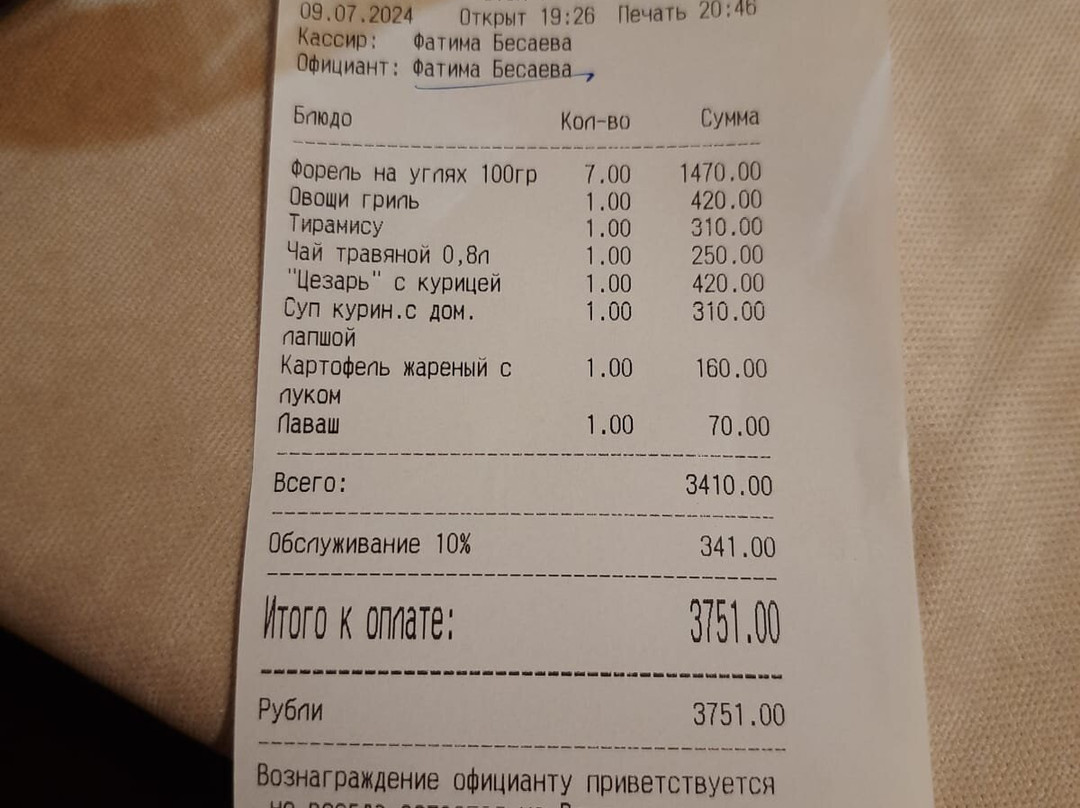 09.07.2024 Открыт 19:26 Печать 20:46
Кассир: Фатима Бесаева
Официант: Фатима Бесаева
Блюдо Кол-во Сумма
Форель на углях 100гр 7.00 1470.00
Овощи гриль 1.00 420.00
Тирамису 1.00 310.00
Чай травяной 0,8л 1.00 250.00
"Цезарь" с курицей 1.00 420.00
Суп курин.с дом. 1.00 310.00
лапшой
Картофель жареный с 1.00 160.00
луком
Лаваш 1.00 70.00
Всего: 3410.00
Обслуживание 10% 341.00
Итого к оплате: 3751.00
Рубли 3751.00
Вознаграждение официанту приветствуется